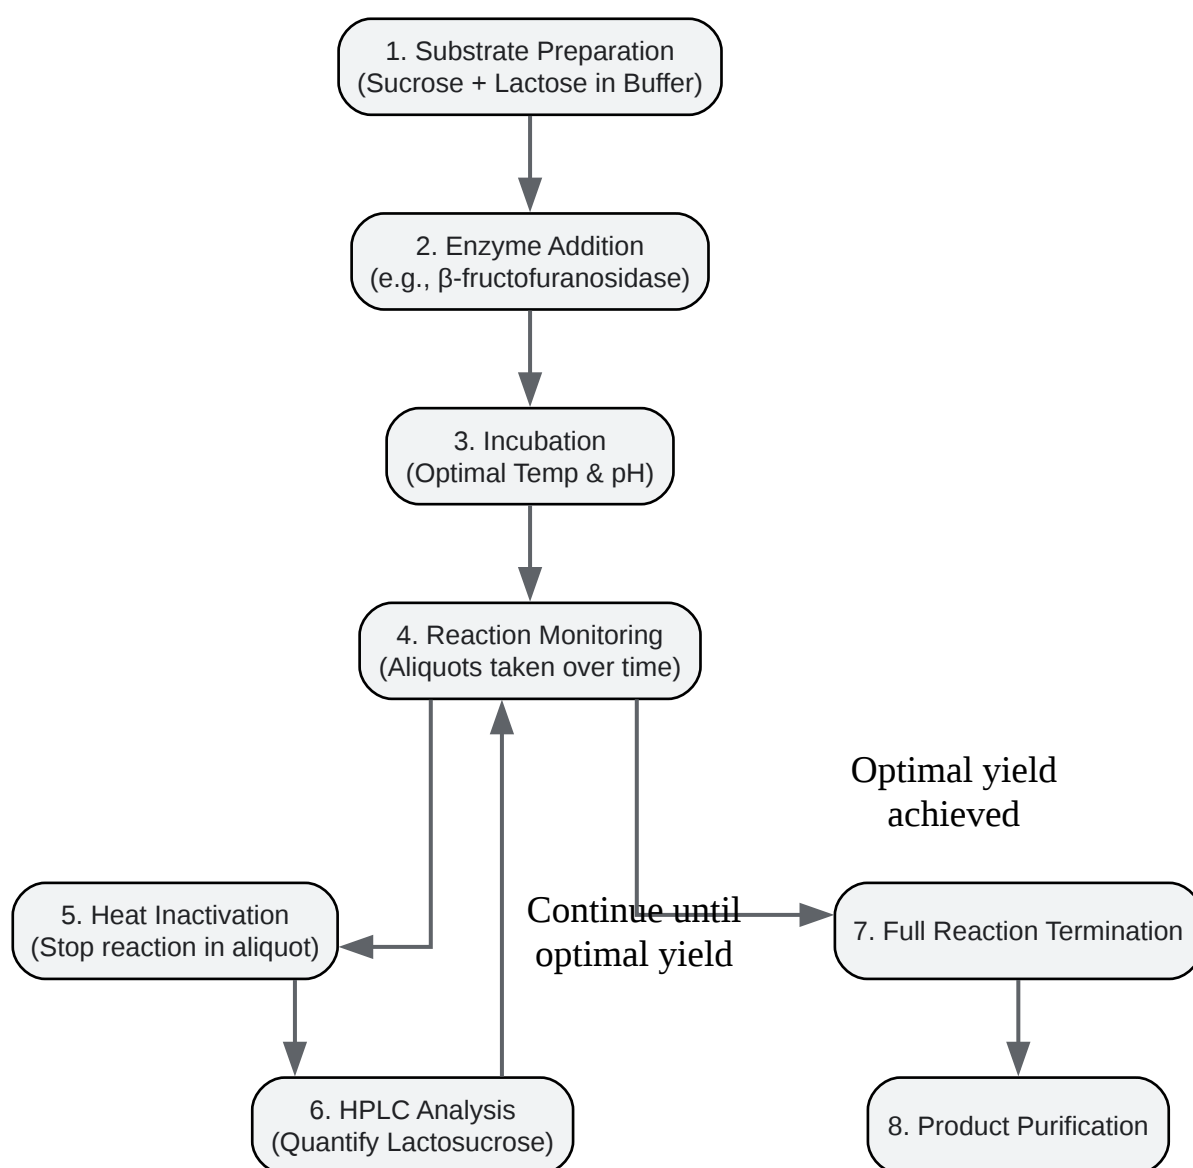 1. Substrate Preparation
(Sucrose + Lactose in Buffer)
2. Enzyme Addition
(e.g., β-fructofuranosidase)
3. Incubation
(Optimal Temp & pH)
4. Reaction Monitoring
(Aliquots taken over time)
Optimal yield
achieved
5. Heat Inactivation
(Stop reaction in aliquot)
Continue until
optimal yield
7. Full Reaction Termination
6. HPLC Analysis
(Quantify Lactosucrose)
8. Product Purification